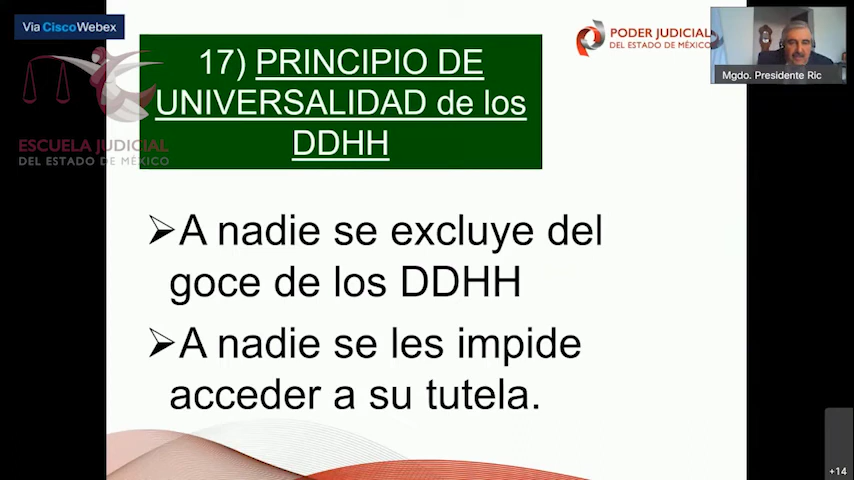 Via Cisco Webex
PODER JUDICIAL
DEL ESTADO DE MÉXICO
Mgdo. Presidente Ric
ESCUELA JUDICIAL
DEL ESTADO DE MÉXICO
17) PRINCIPIO DE
UNIVERSALIDAD de los
DDHH
➢A nadie se excluye del
goce de los DDHH
➢A nadie se les impide
acceder a su tutela.
+14